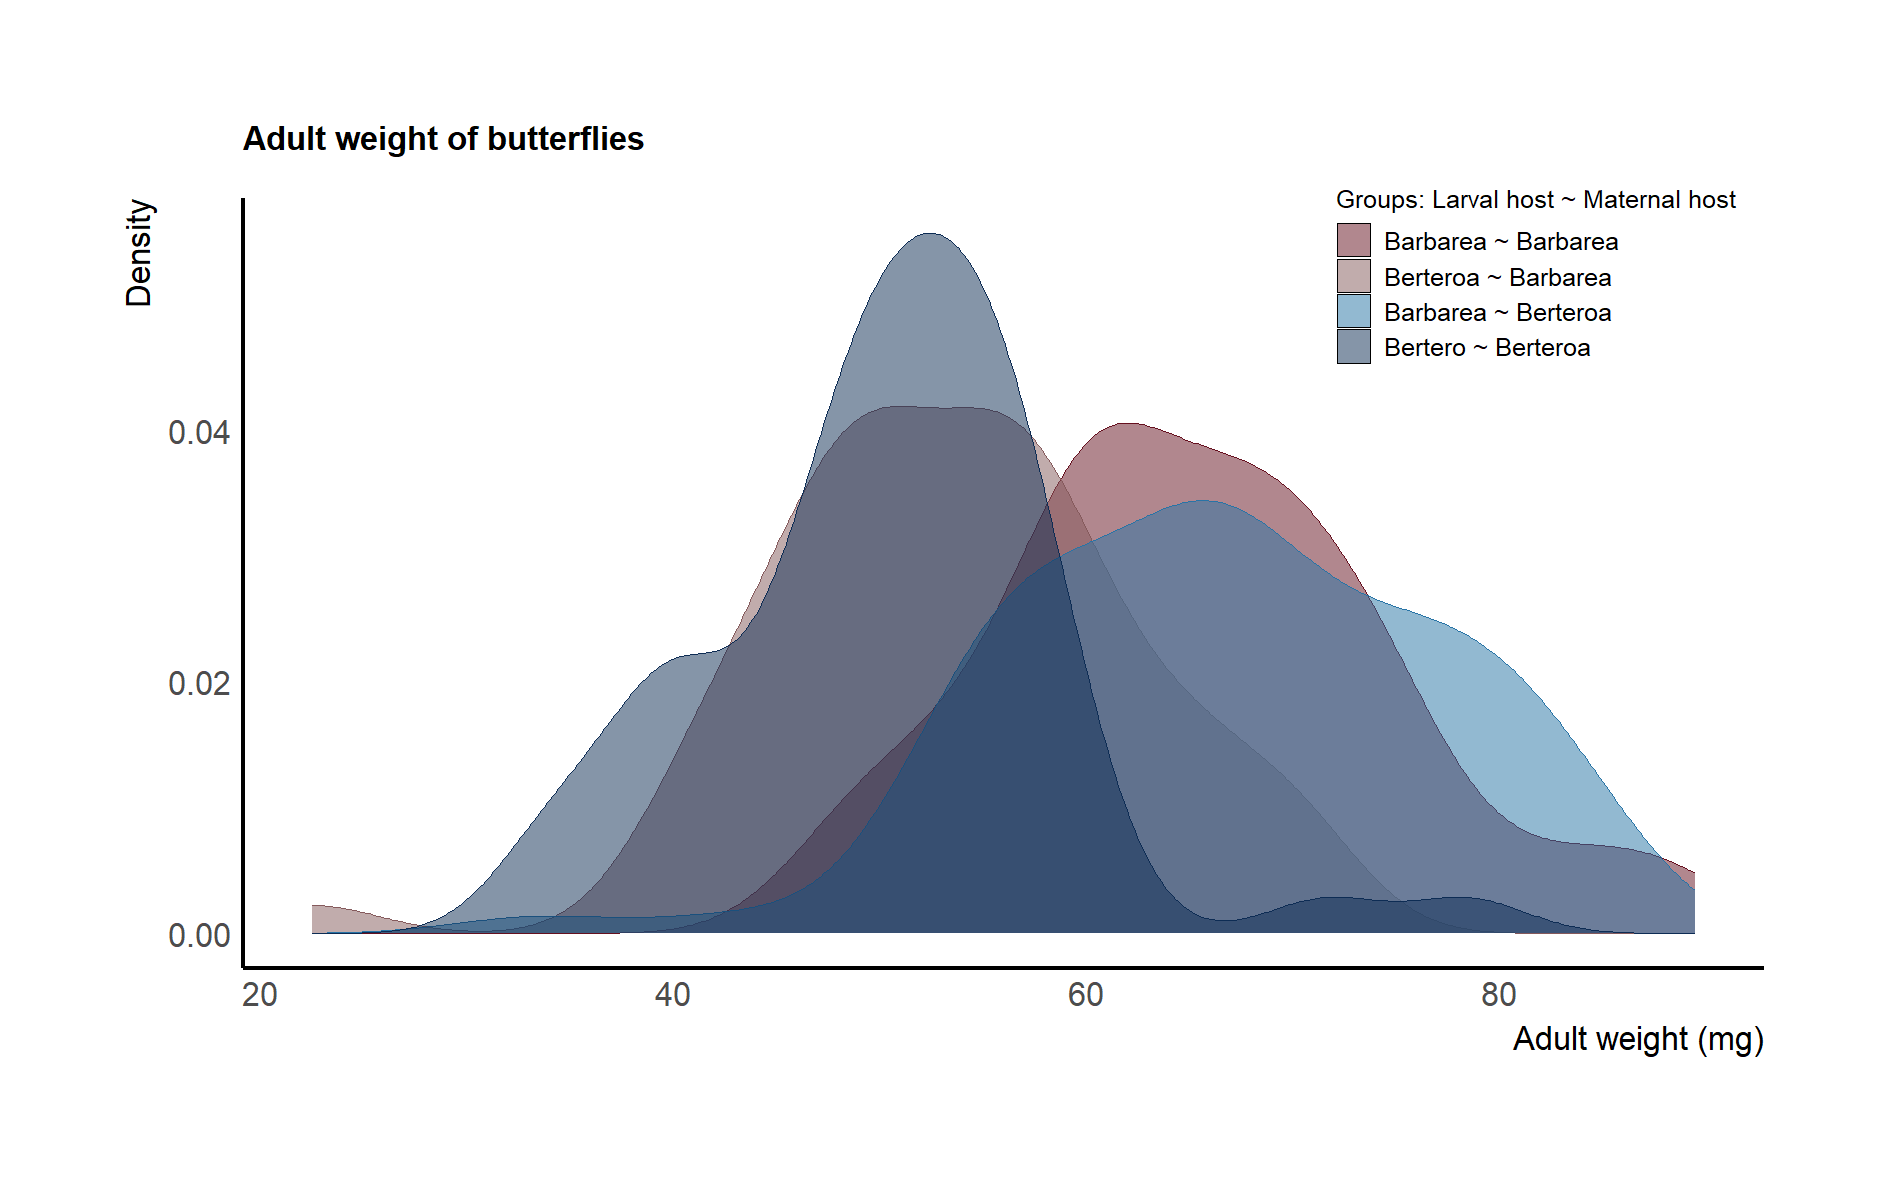 Adult weight of butterflies
Density
Groups: Larval host ~ Maternal host
Barbarea ~ Barbarea
Berteroa ~ Barbarea
Barbarea ~ Berteroa
Bertero ~ Berteroa
0.04
0.02
0.00
20 40 60 80
Adult weight (mg)